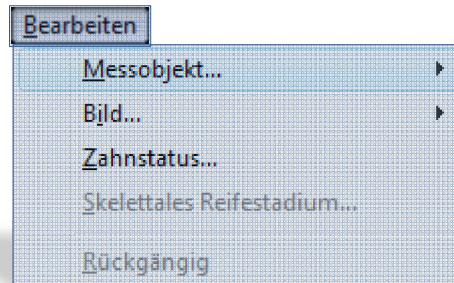 Bearbeiten
Messobjekt...
Bild...
Zahnstatus...
Skelettales Reifestadium...
Rückgängig